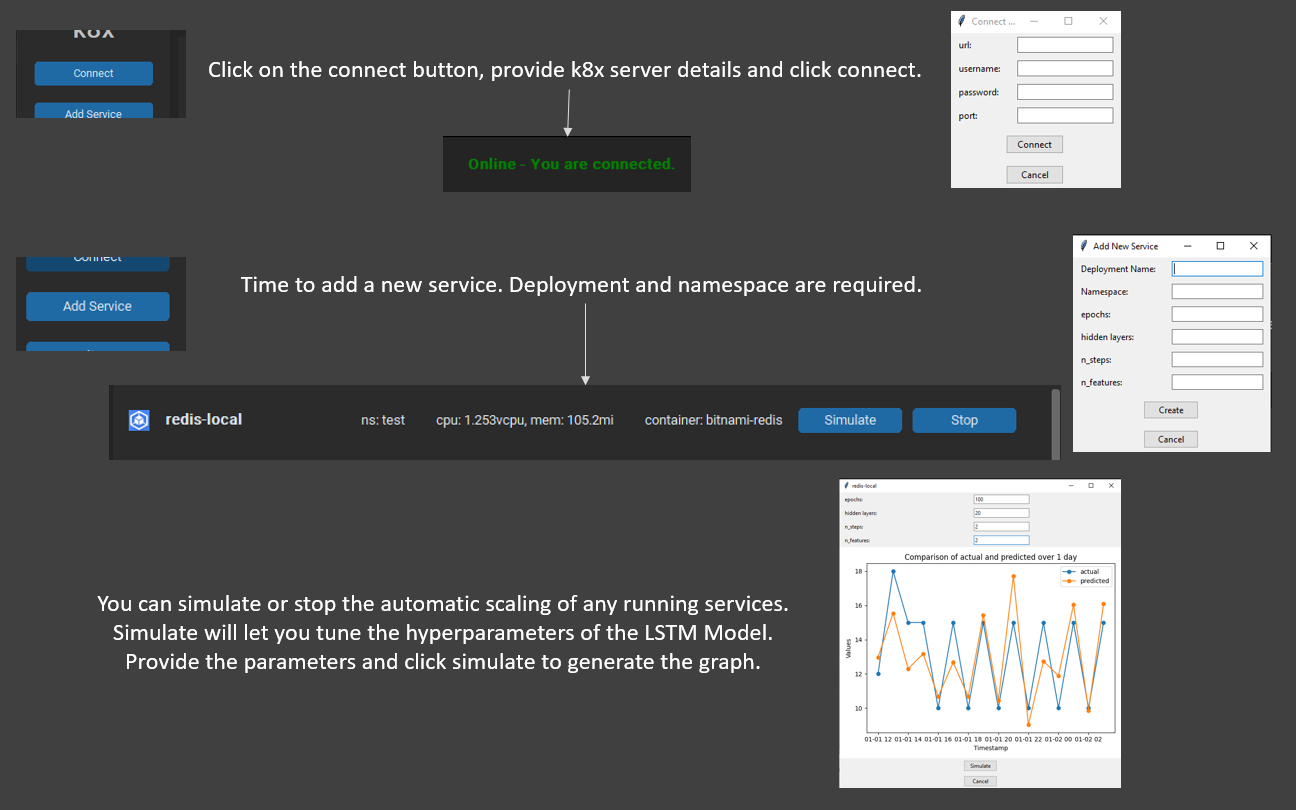 K8X
Connect
Add Service
Click on the connect button, provide k8x server details and click connect.
Online - You are connected.
Connect ...
url:
username:
password:
port:
Connect
Cancel
Connect
Add Service
Time to add a new service. Deployment and namespace are required.
Add New Service
Deployment Name:
Namespace:
epochs:
hidden layers:
n_steps:
n_features:
Create
Cancel
redis-local ns: test cpu: 1.253vcpu, mem: 105.2mi container: bitnami-redis Simulate Stop
You can simulate or stop the automatic scaling of any running services.
Simulate will let you tune the hyperparameters of the LSTM Model.
Provide the parameters and click simulate to generate the graph.
redis-local
epochs: 100
hidden layers: 20
n_steps: 2
n_features: 2
Comparison of actual and predicted over 1 day
actual
predicted
18
16
14
12
10
Values
01-01 12 01-01 14 01-01 16 01-01 18 01-01 20 01-01 22 01-02 00 01-02 02
Timestamp
Simulate
Cancel